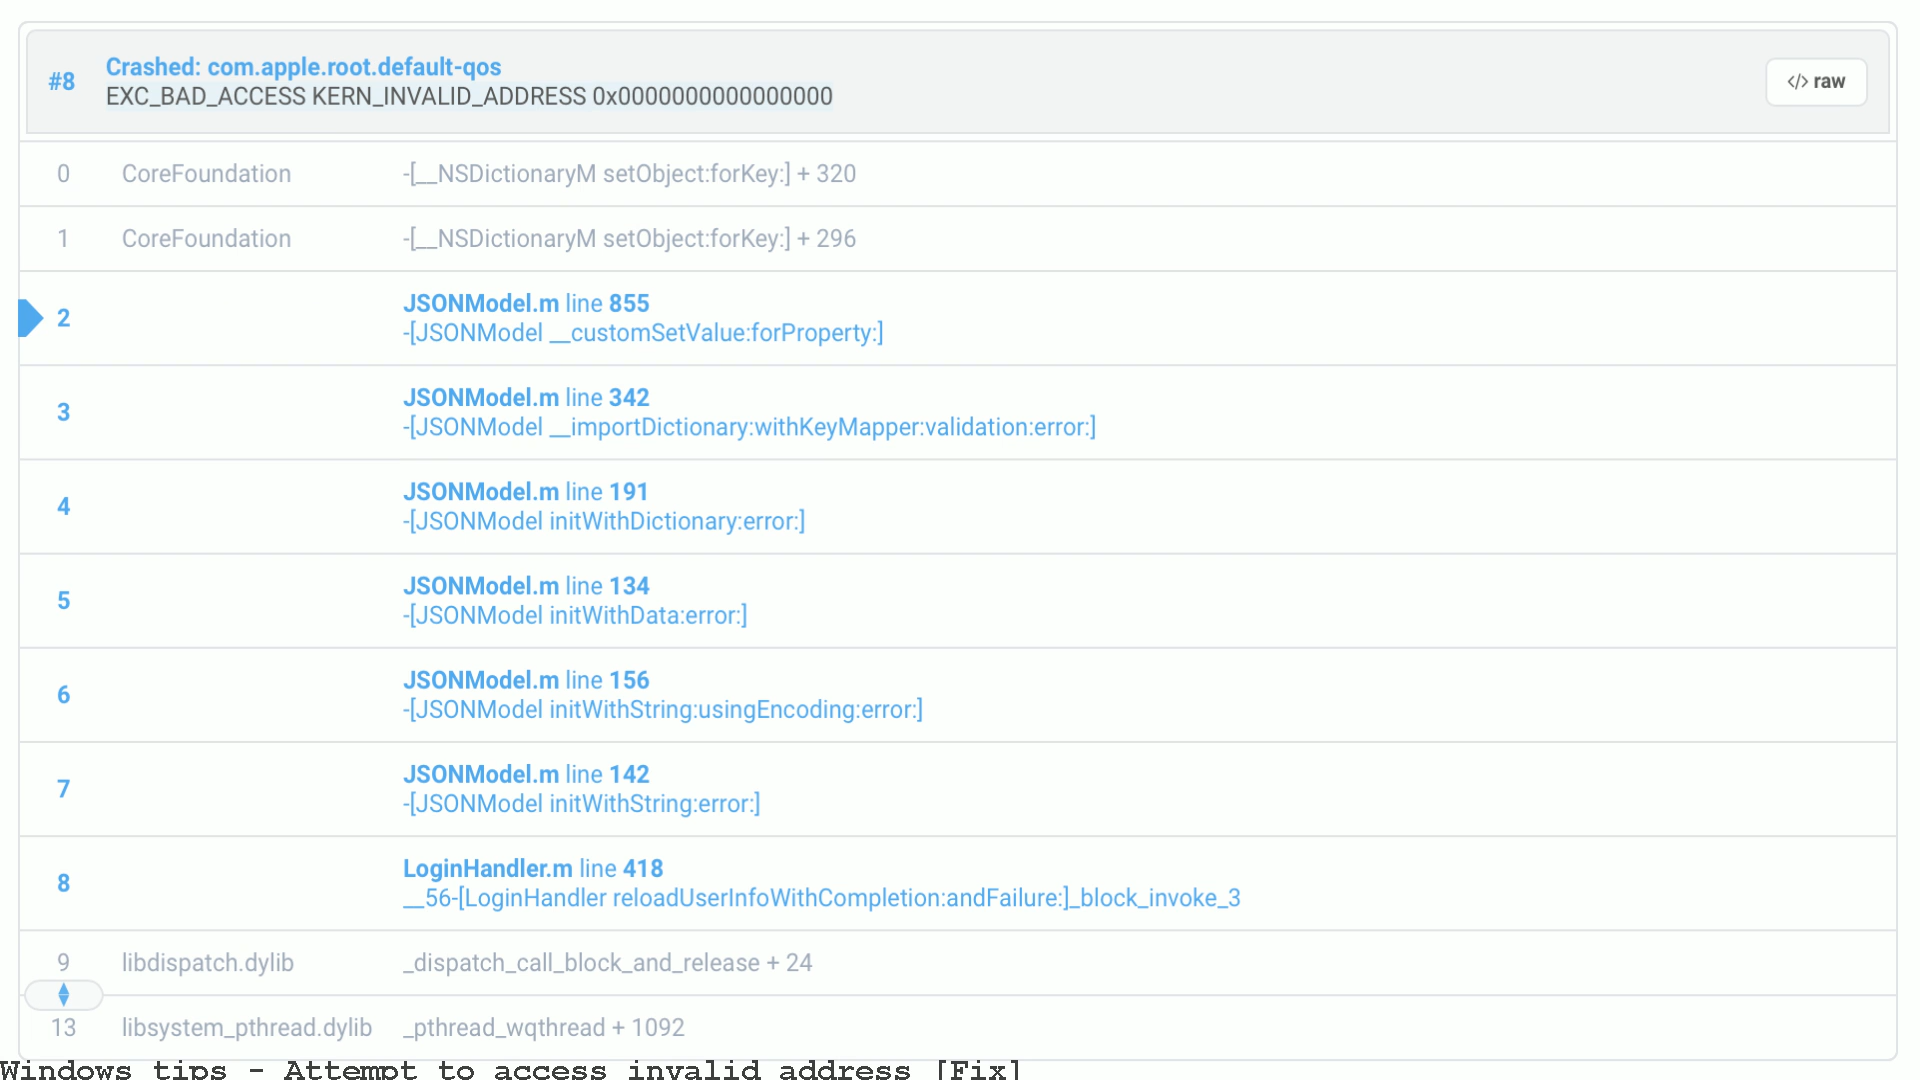 #8
Crashed: com.apple.root.default-qos
EXC_BAD_ACCESS KERN_INVALID_ADDRESS 0x0000000000000000
</> raw
0 CoreFoundation -[__NSDictionaryM setObject:forKey:] + 320
1 CoreFoundation -[__NSDictionaryM setObject:forKey:] + 296
2 JSONModel.m line 855
-[JSONModel __customSetValue:forProperty:]
3 JSONModel.m line 342
-[JSONModel __importDictionary:withKeyMapper:validation:error:]
4 JSONModel.m line 191
-[JSONModel initWithDictionary:error:]
5 JSONModel.m line 134
-[JSONModel initWithData:error:]
6 JSONModel.m line 156
-[JSONModel initWithString:usingEncoding:error:]
7 JSONModel.m line 142
-[JSONModel initWithString:error:]
8 LoginHandler.m line 418
__56-[LoginHandler reloadUserInfoWithCompletion:andFailure:]_block_invoke_3
9 libdispatch.dylib _dispatch_call_block_and_release + 24
13 libsystem_pthread.dylib _pthread_wqthread + 1092
Windows tips - Attempt to access invalid address [Fix]